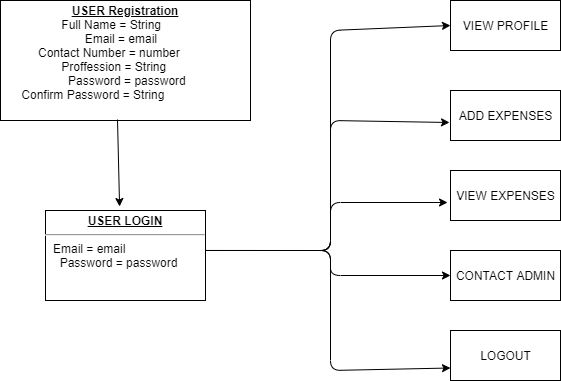 USER Registration
Full Name = String
Email = email
Contact Number = number
Proffession = String
Password = password
Confirm Password = String
USER LOGIN
Email = email
Password = password
VIEW PROFILE
ADD EXPENSES
VIEW EXPENSES
CONTACT ADMIN
LOGOUT